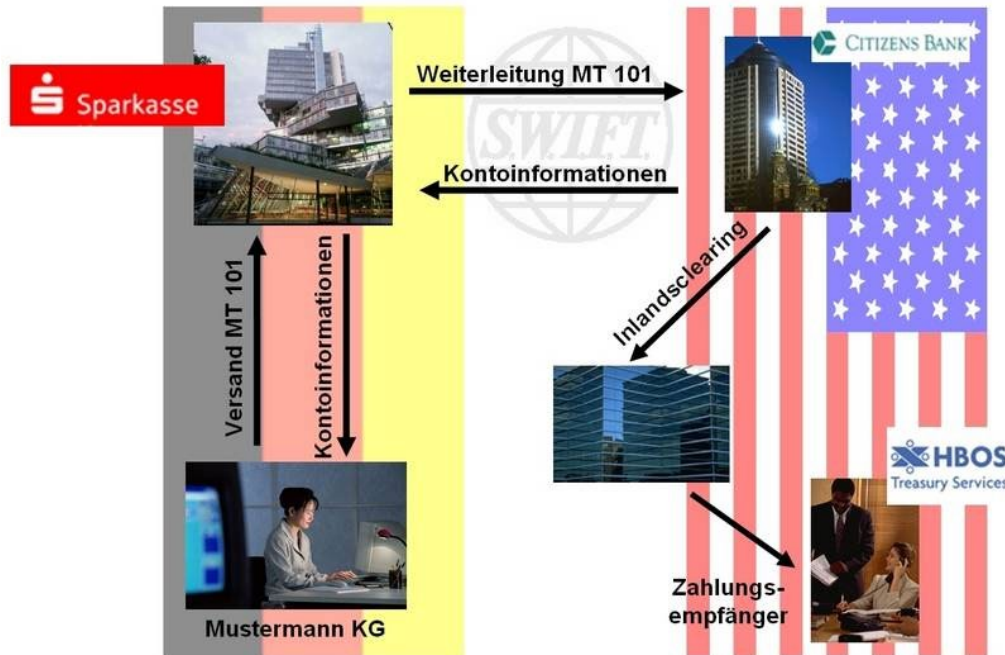 CITIZENS BANK
Weiterleitung MT 101
Sparkasse
S.W.I.F.T.
Kontoinformationen
Versand MT 101
Kontoinformationen
Inlandsclearing
HBOS
Treasury Services
Zahlungs-
empfänger
Mustermann KG